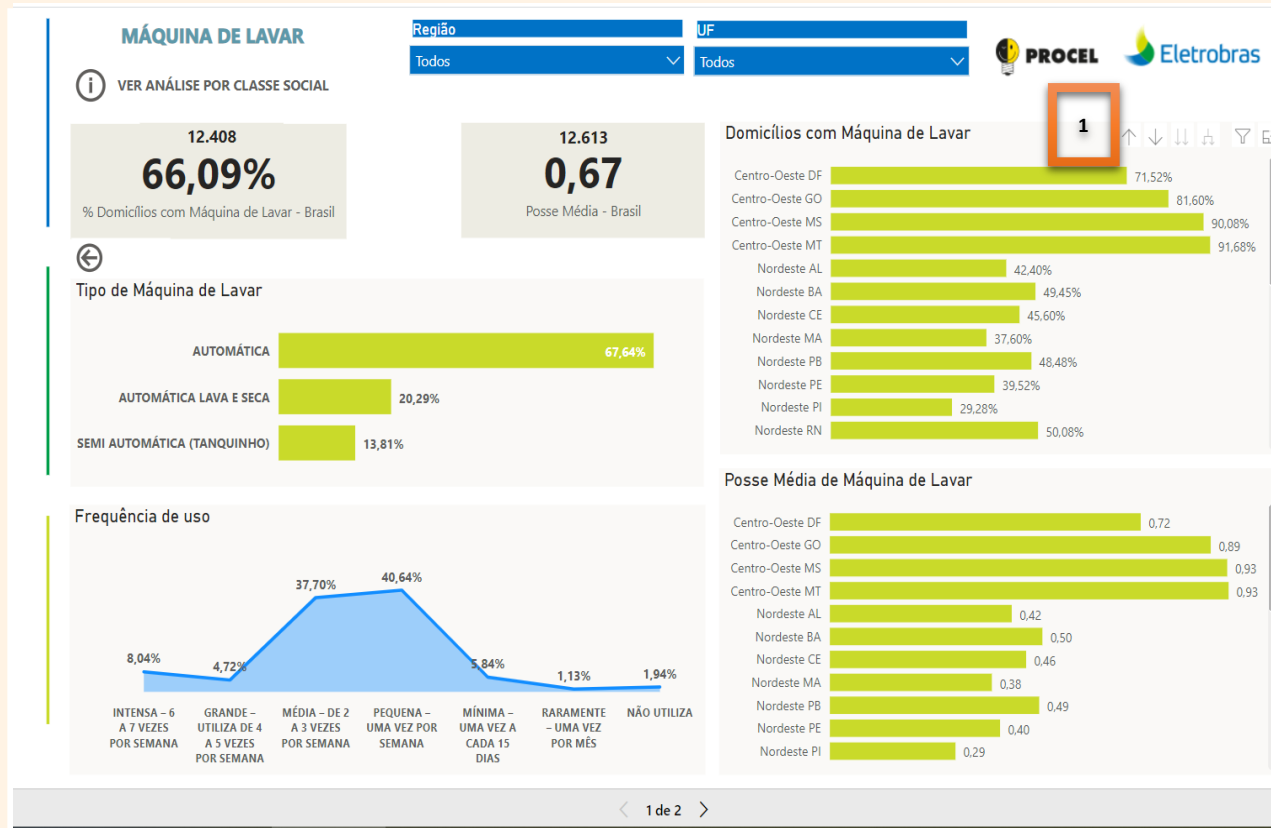 MÁQUINA DE LAVAR
VER ANÁLISE POR CLASSE SOCIAL
Região
Todos
UF
Todos
PROCEL
Eletrobras
12.408
66,09%
% Domicílios com Máquina de Lavar - Brasil
12.613
0,67
Posse Média - Brasil
Tipo de Máquina de Lavar
AUTOMÁTICA 67,64%
AUTOMÁTICA LAVA E SECA 20,29%
SEMI AUTOMÁTICA (TANQUINHO) 13,81%
Frequência de uso
8,04%
4,72%
37,70%
40,64%
5,84%
1,13%
1,94%
INTENSA – 6
A 7 VEZES
POR SEMANA
GRANDE –
UTILIZA DE 4
A 5 VEZES
POR SEMANA
MÉDIA – DE 2
A 3 VEZES
POR SEMANA
PEQUENA –
UMA VEZ POR
SEMANA
MÍNIMA –
UMA VEZ A
CADA 15
DIAS
RARAMENTE
– UMA VEZ
POR MÊS
NÃO UTILIZA
Domicílios com Máquina de Lavar
1
Centro-Oeste DF 71,52%
Centro-Oeste GO 81,60%
Centro-Oeste MS 90,08%
Centro-Oeste MT 91,68%
Nordeste AL 42,40%
Nordeste BA 49,45%
Nordeste CE 45,60%
Nordeste MA 37,60%
Nordeste PB 48,48%
Nordeste PE 39,52%
Nordeste PI 29,28%
Nordeste RN 50,08%
Posse Média de Máquina de Lavar
Centro-Oeste DF 0,72
Centro-Oeste GO 0,89
Centro-Oeste MS 0,93
Centro-Oeste MT 0,93
Nordeste AL 0,42
Nordeste BA 0,50
Nordeste CE 0,46
Nordeste MA 0,38
Nordeste PB 0,49
Nordeste PE 0,40
Nordeste PI 0,29
1 de 2